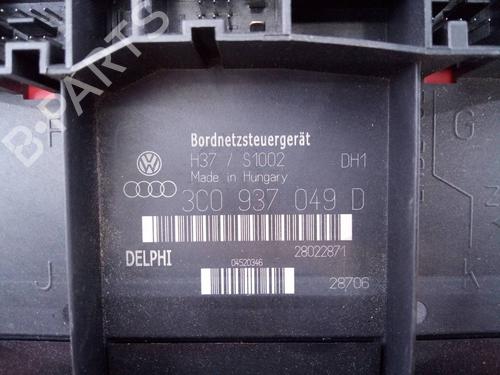 B-PARTS
Bordnetzsteuergerät
H37 / S1002 DH1
Made in Hungary
3C0 937 049 D
DELPHI
28022871
04520346
28706
F
G
J
K